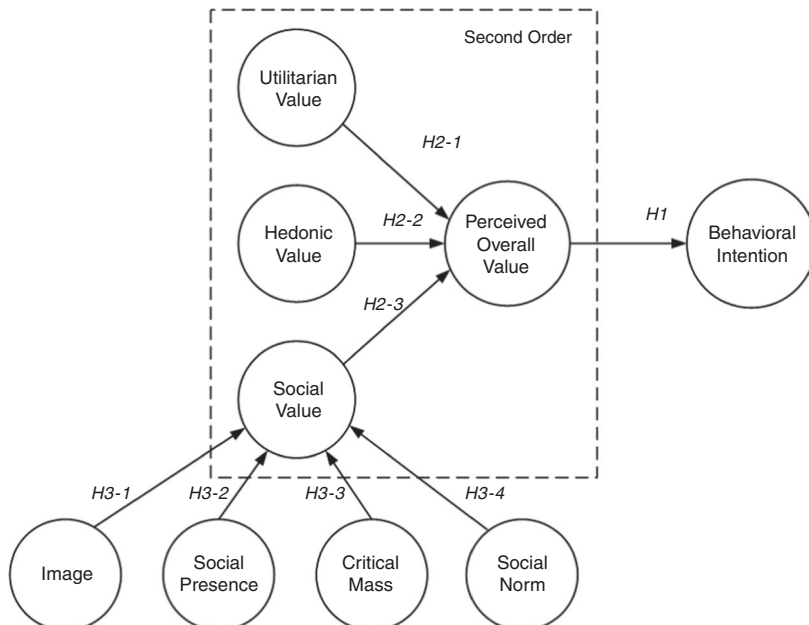 Second Order
Utilitarian
Value
H2-1
Hedonic
Value
H2-2
Perceived
Overall
Value
H1
Behavioral
Intention
H2-3
Social
Value
H3-1
H3-2
H3-3
H3-4
Image
Social
Presence
Critical
Mass
Social
Norm